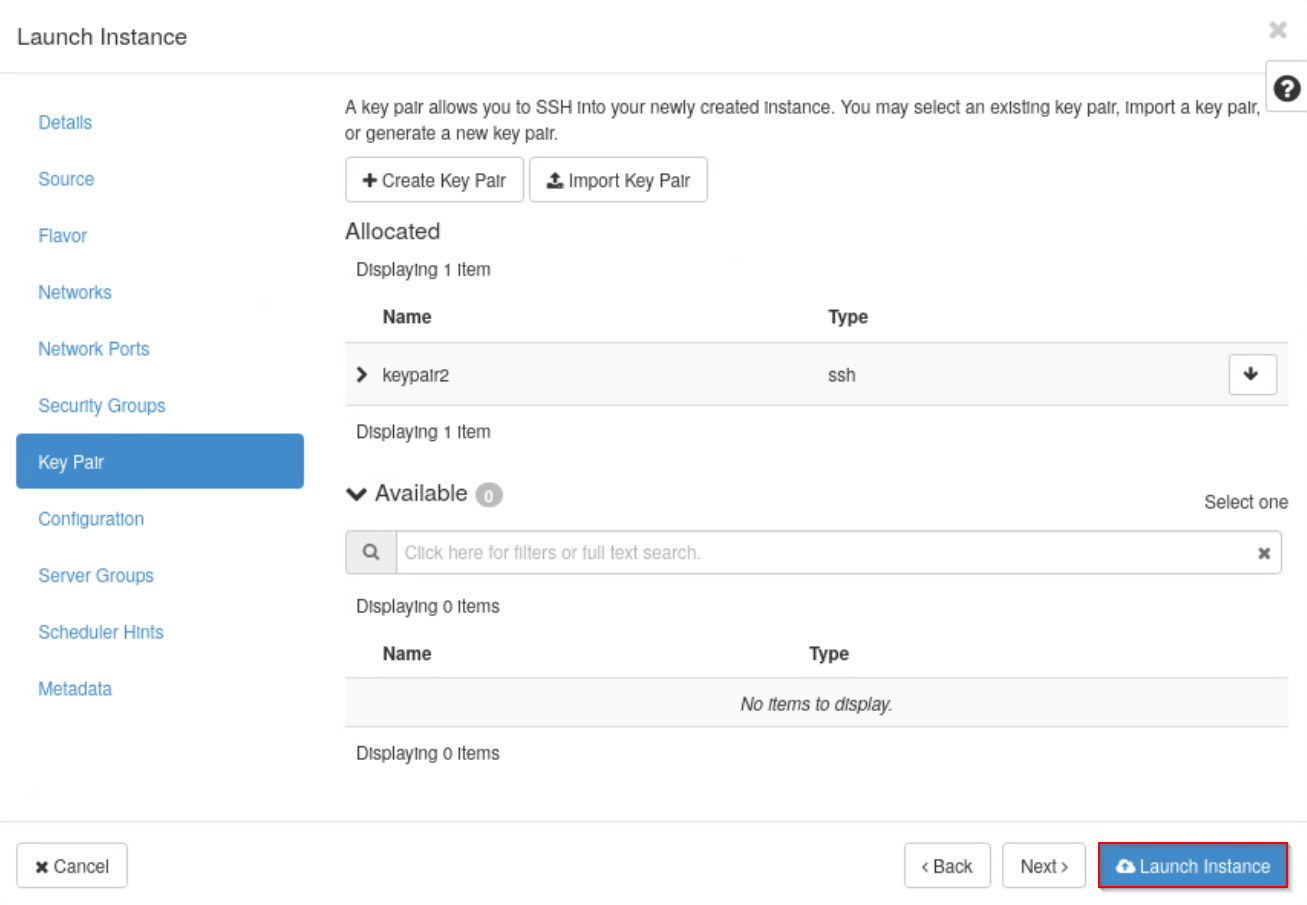 Launch Instance
Details
Source
Flavor
Networks
Network Ports
Security Groups
Key Pair
Configuration
Server Groups
Scheduler Hints
Metadata
A key pair allows you to SSH into your newly created instance. You may select an existing key pair, import a key pair,
or generate a new key pair.
Create Key Pair
Import Key Pair
Allocated
Displaying 1 item
Name Type
keypair2 ssh
Displaying 1 item
Available 0
Select one
Click here for filters or full text search.
Displaying 0 items
Name Type
No items to display.
Displaying 0 items
Cancel
‹ Back
Next ›
Launch Instance